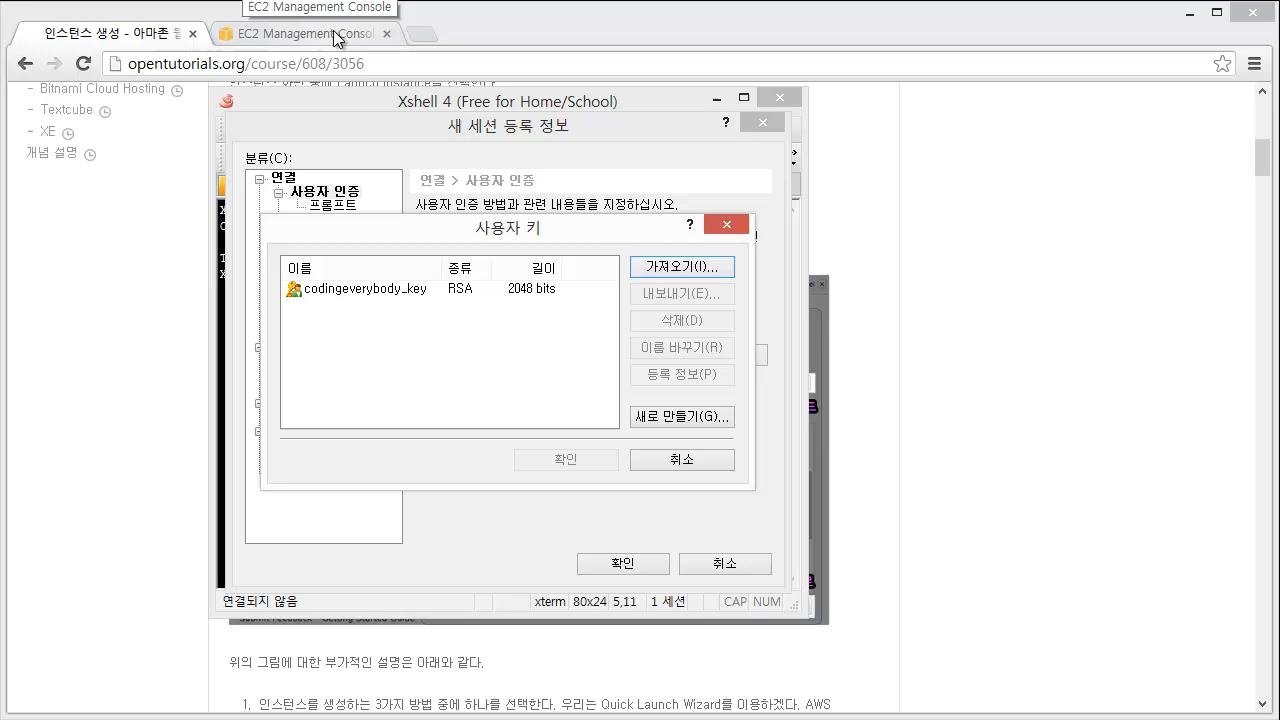 EC2 Management Console
인스턴스 생성 - 아마존 웹
EC2 Management Consol
opentutorials.org/course/608/3056
- Bitnami Cloud Hosting
- Textcube
- XE
개념 설명
Xshell 4 (Free for Home/School)
새 세션 등록 정보
분류(C):
연결
사용자 인증
프롬프트
연결 > 사용자 인증
사용자 인증 방법과 관련 내용들을 지정하십시오.
사용자 키
이름 종류 길이
codingeverybody_key RSA 2048 bits
가져오기(I)...
내보내기(E)...
삭제(D)
이름 바꾸기(R)
등록 정보(P)
새로 만들기(G)...
확인 취소
확인 취소
연결되지 않음 xterm 80x24 5,11 1 세션 CAP NUM
위의 그림에 대한 부가적인 설명은 아래와 같다.
1. 인스턴스를 생성하는 3가지 방법 중에 하나를 선택한다. 우리는 Quick Launch Wizard를 이용하겠다. AWS